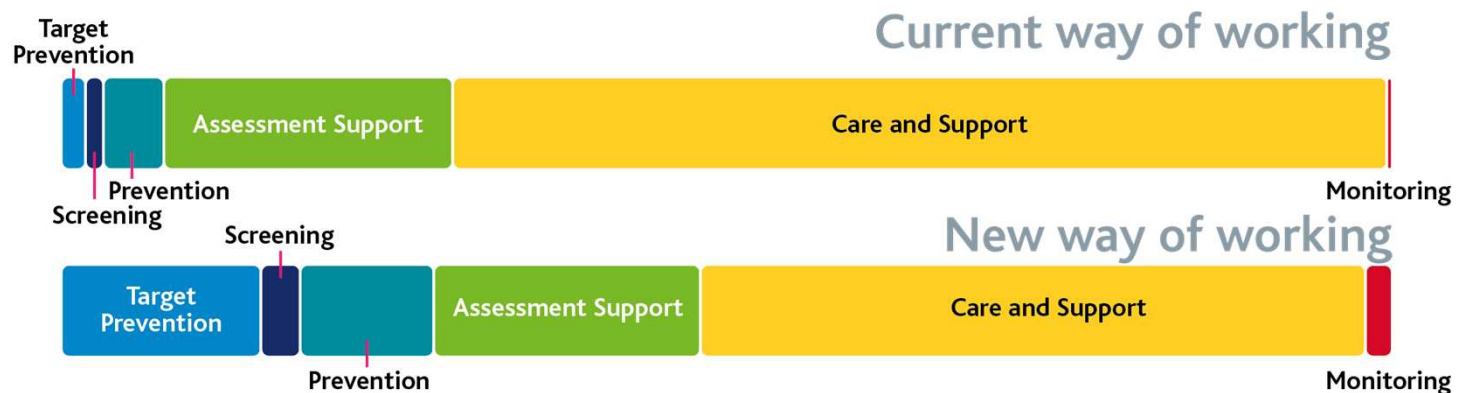 Current way of working
Target
Prevention
Assessment Support
Care and Support
Prevention
Screening
Monitoring
New way of working
Screening
Target
Prevention
Assessment Support
Care and Support
Prevention
Monitoring